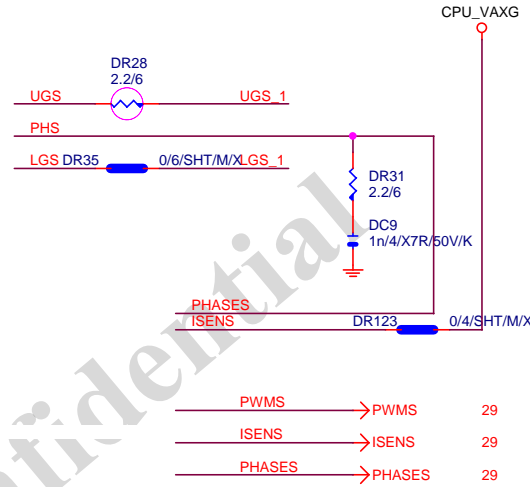 CPU_VAXG
DR28
2.2/6
UGS
UGS_1
PHS
LGS DR35 0/6/SHT/M/X LGS_1
DR31
2.2/6
DC9
1n/4/X7R/50V/K
PHASES
ISENS
DR123 0/4/SHT/M/X
PWMS PWMS 29
ISENS ISENS 29
PHASES PHASES 29
nfidential